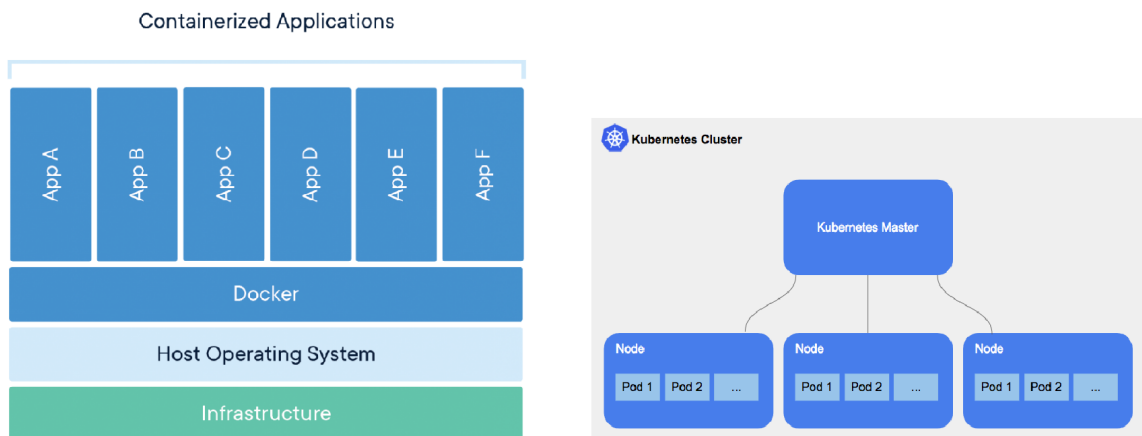 Containerized Applications
App A
App B
App C
App D
App E
App F
Docker
Host Operating System
Infrastructure
Kubernetes Cluster
Kubernetes Master
Node
Pod 1
Pod 2
...
Node
Pod 1
Pod 2
...
Node
Pod 1
Pod 2
...